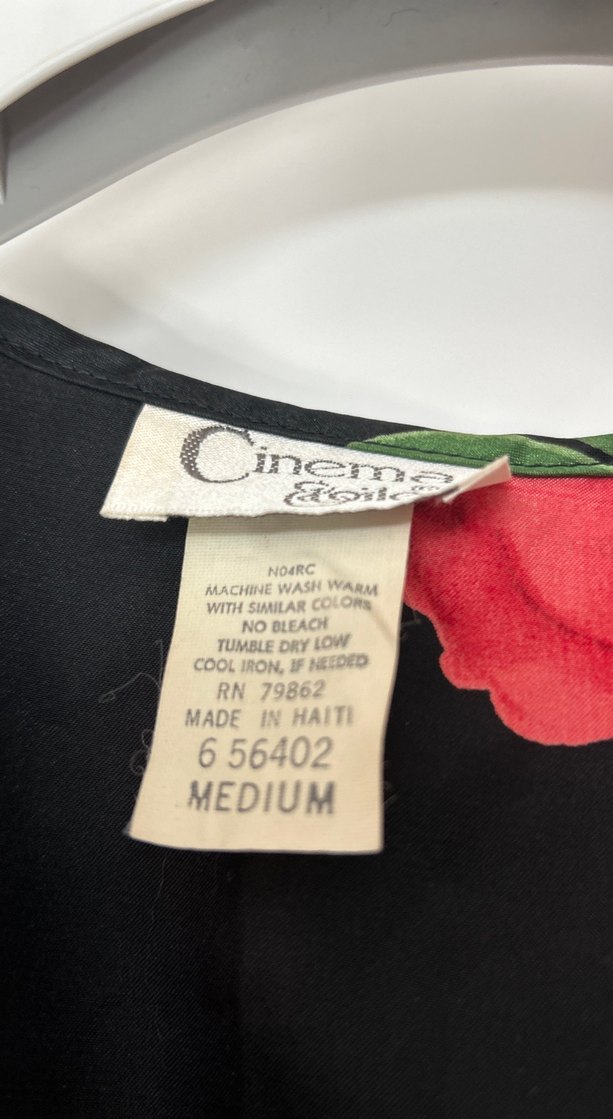 Cinema
Etoile
N04RC
MACHINE WASH WARM
WITH SIMILAR COLORS
NO BLEACH
TUMBLE DRY LOW
COOL IRON, IF NEEDED
RN 79862
MADE IN HAITI
6 56402
MEDIUM